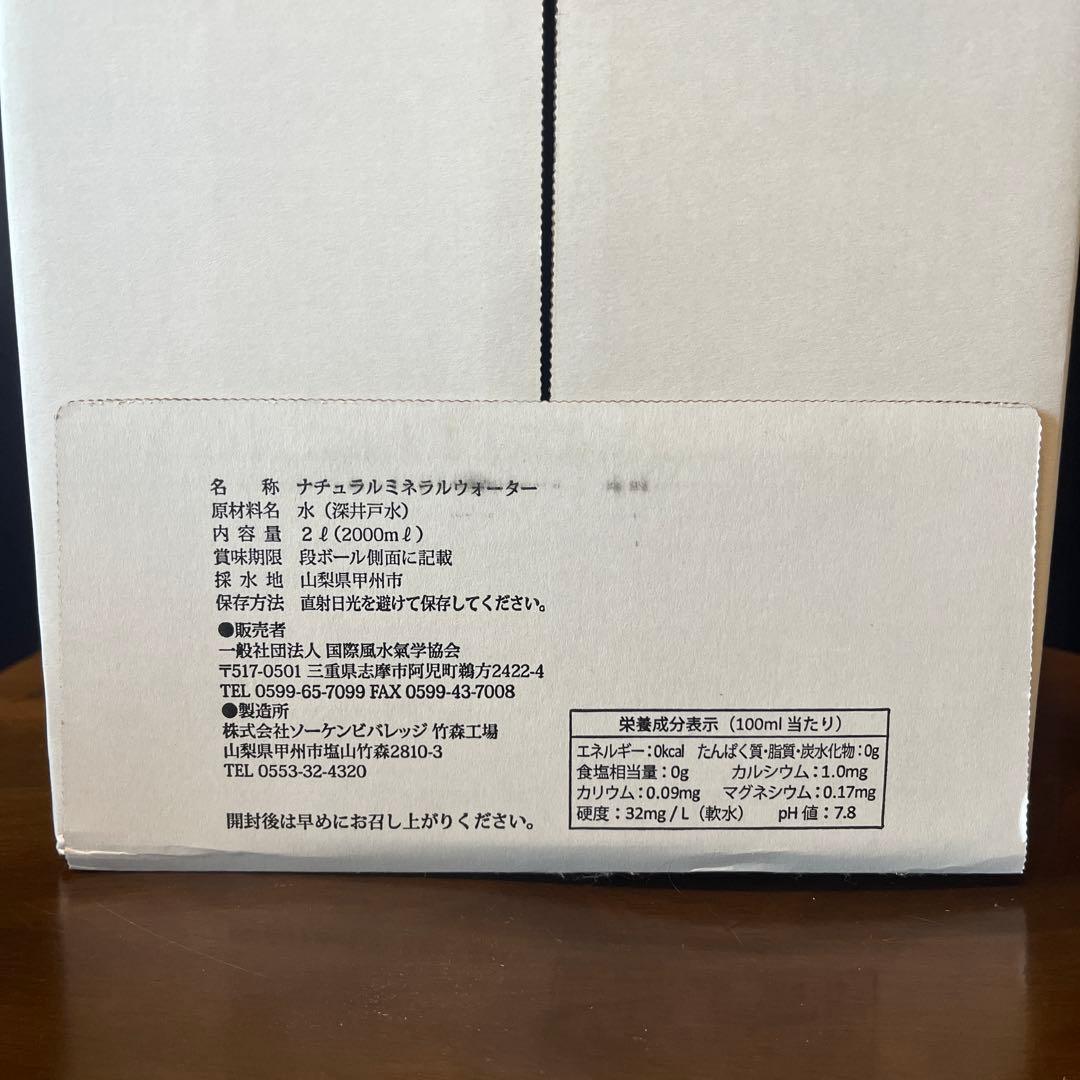 名 称 ナチュラルミネラルウォーター
原材料名 水（深井戸水）
内容量 2ℓ(2000mℓ)
賞味期限 段ボール側面に記載
採水地 山梨県甲州市
保存方法 直射日光を避けて保存してください。
●販売者
一般社団法人 国際風水氣学協会
〒517-0501 三重県志摩市阿児町鵜方2422-4
TEL 0599-65-7099 FAX 0599-43-7008
●製造所
株式会社ソーケンビバレッジ 竹森工場
山梨県甲州市塩山竹森2810-3
TEL 0553-32-4320
開封後は早めにお召し上がりください。
栄養成分表示（100ml 当たり）
エネルギー：0kcal たんぱく質・脂質・炭水化物：0g
食塩相当量：0g カルシウム：1.0mg
カリウム：0.09mg マグネシウム：0.17mg
硬度：32mg / L（軟水） pH 値：7.8